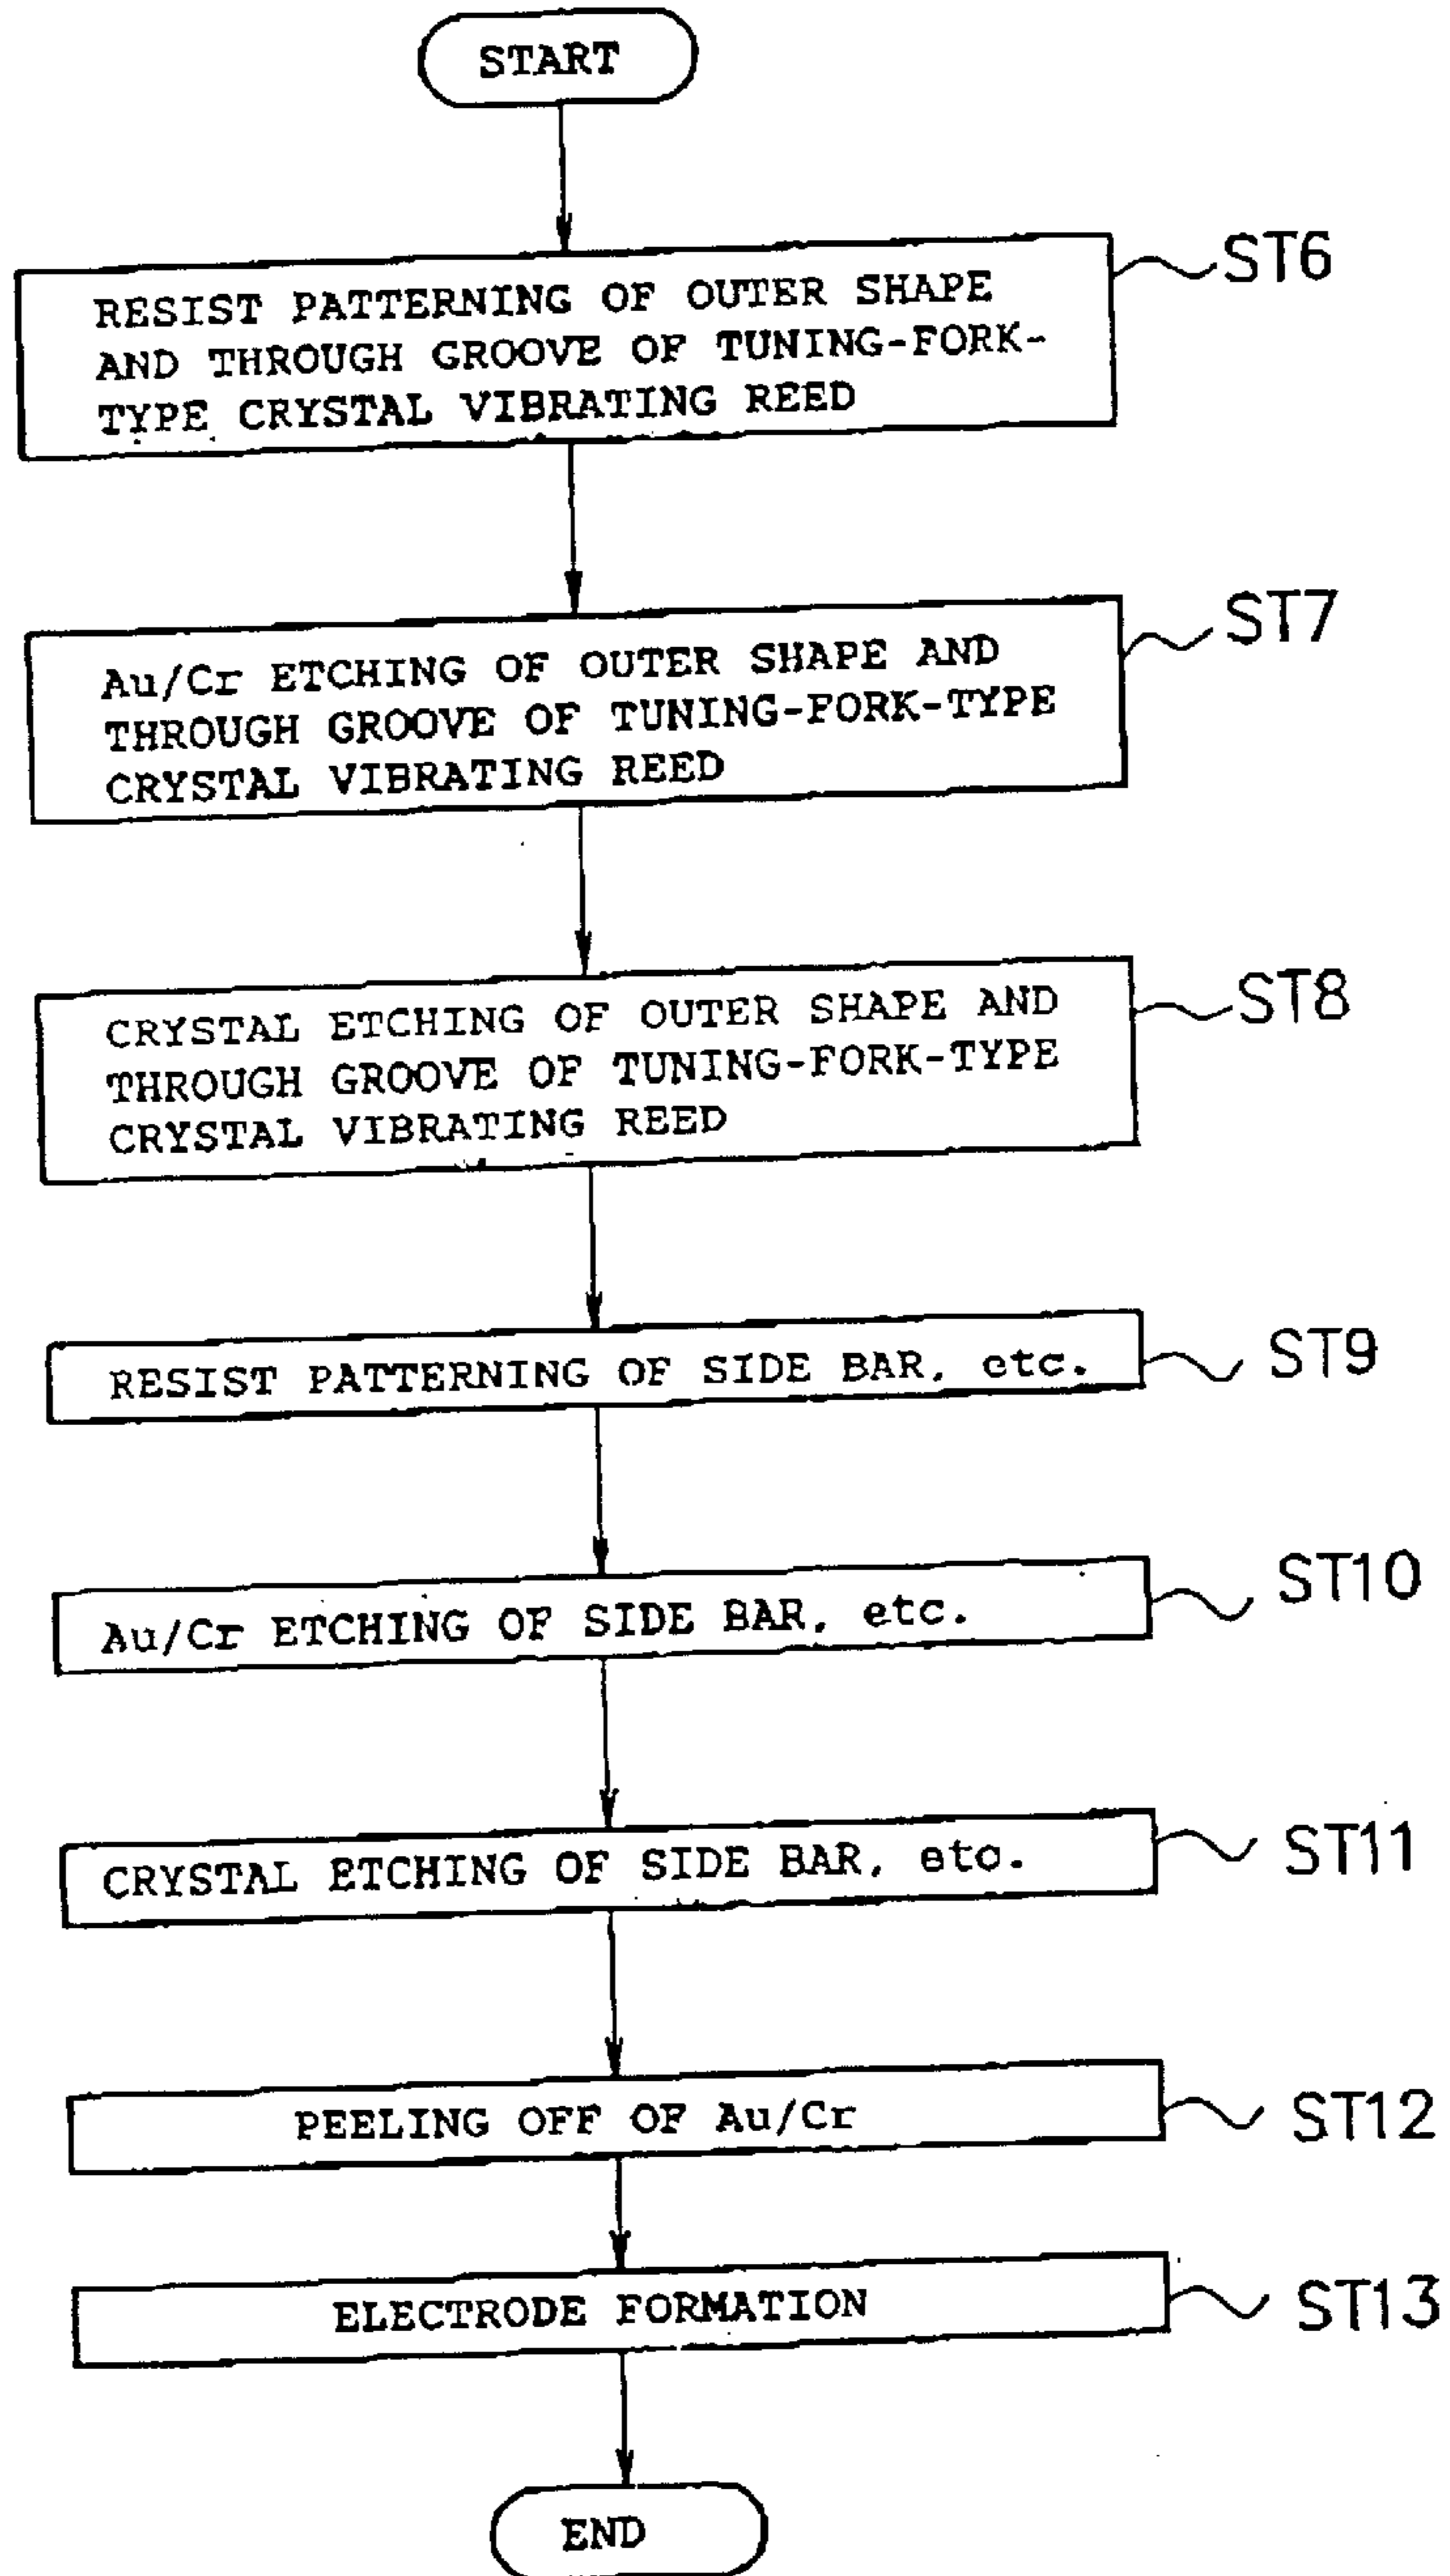 START
RESIST PATTERNING OF OUTER SHAPE
AND THROUGH GROOVE OF TUNING-FORK-
TYPE CRYSTAL VIBRATING REED
ST6
Au/Cr ETCHING OF OUTER SHAPE AND
THROUGH GROOVE OF TUNING-FORK-TYPE
CRYSTAL VIBRATING REED
ST7
CRYSTAL ETCHING OF OUTER SHAPE AND
THROUGH GROOVE OF TUNING-FORK-TYPE
CRYSTAL VIBRATING REED
ST8
RESIST PATTERNING OF SIDE BAR, etc.
ST9
Au/Cr ETCHING OF SIDE BAR, etc.
ST10
CRYSTAL ETCHING OF SIDE BAR, etc.
ST11
PEELING OFF OF Au/Cr
ST12
ELECTRODE FORMATION
ST13
END